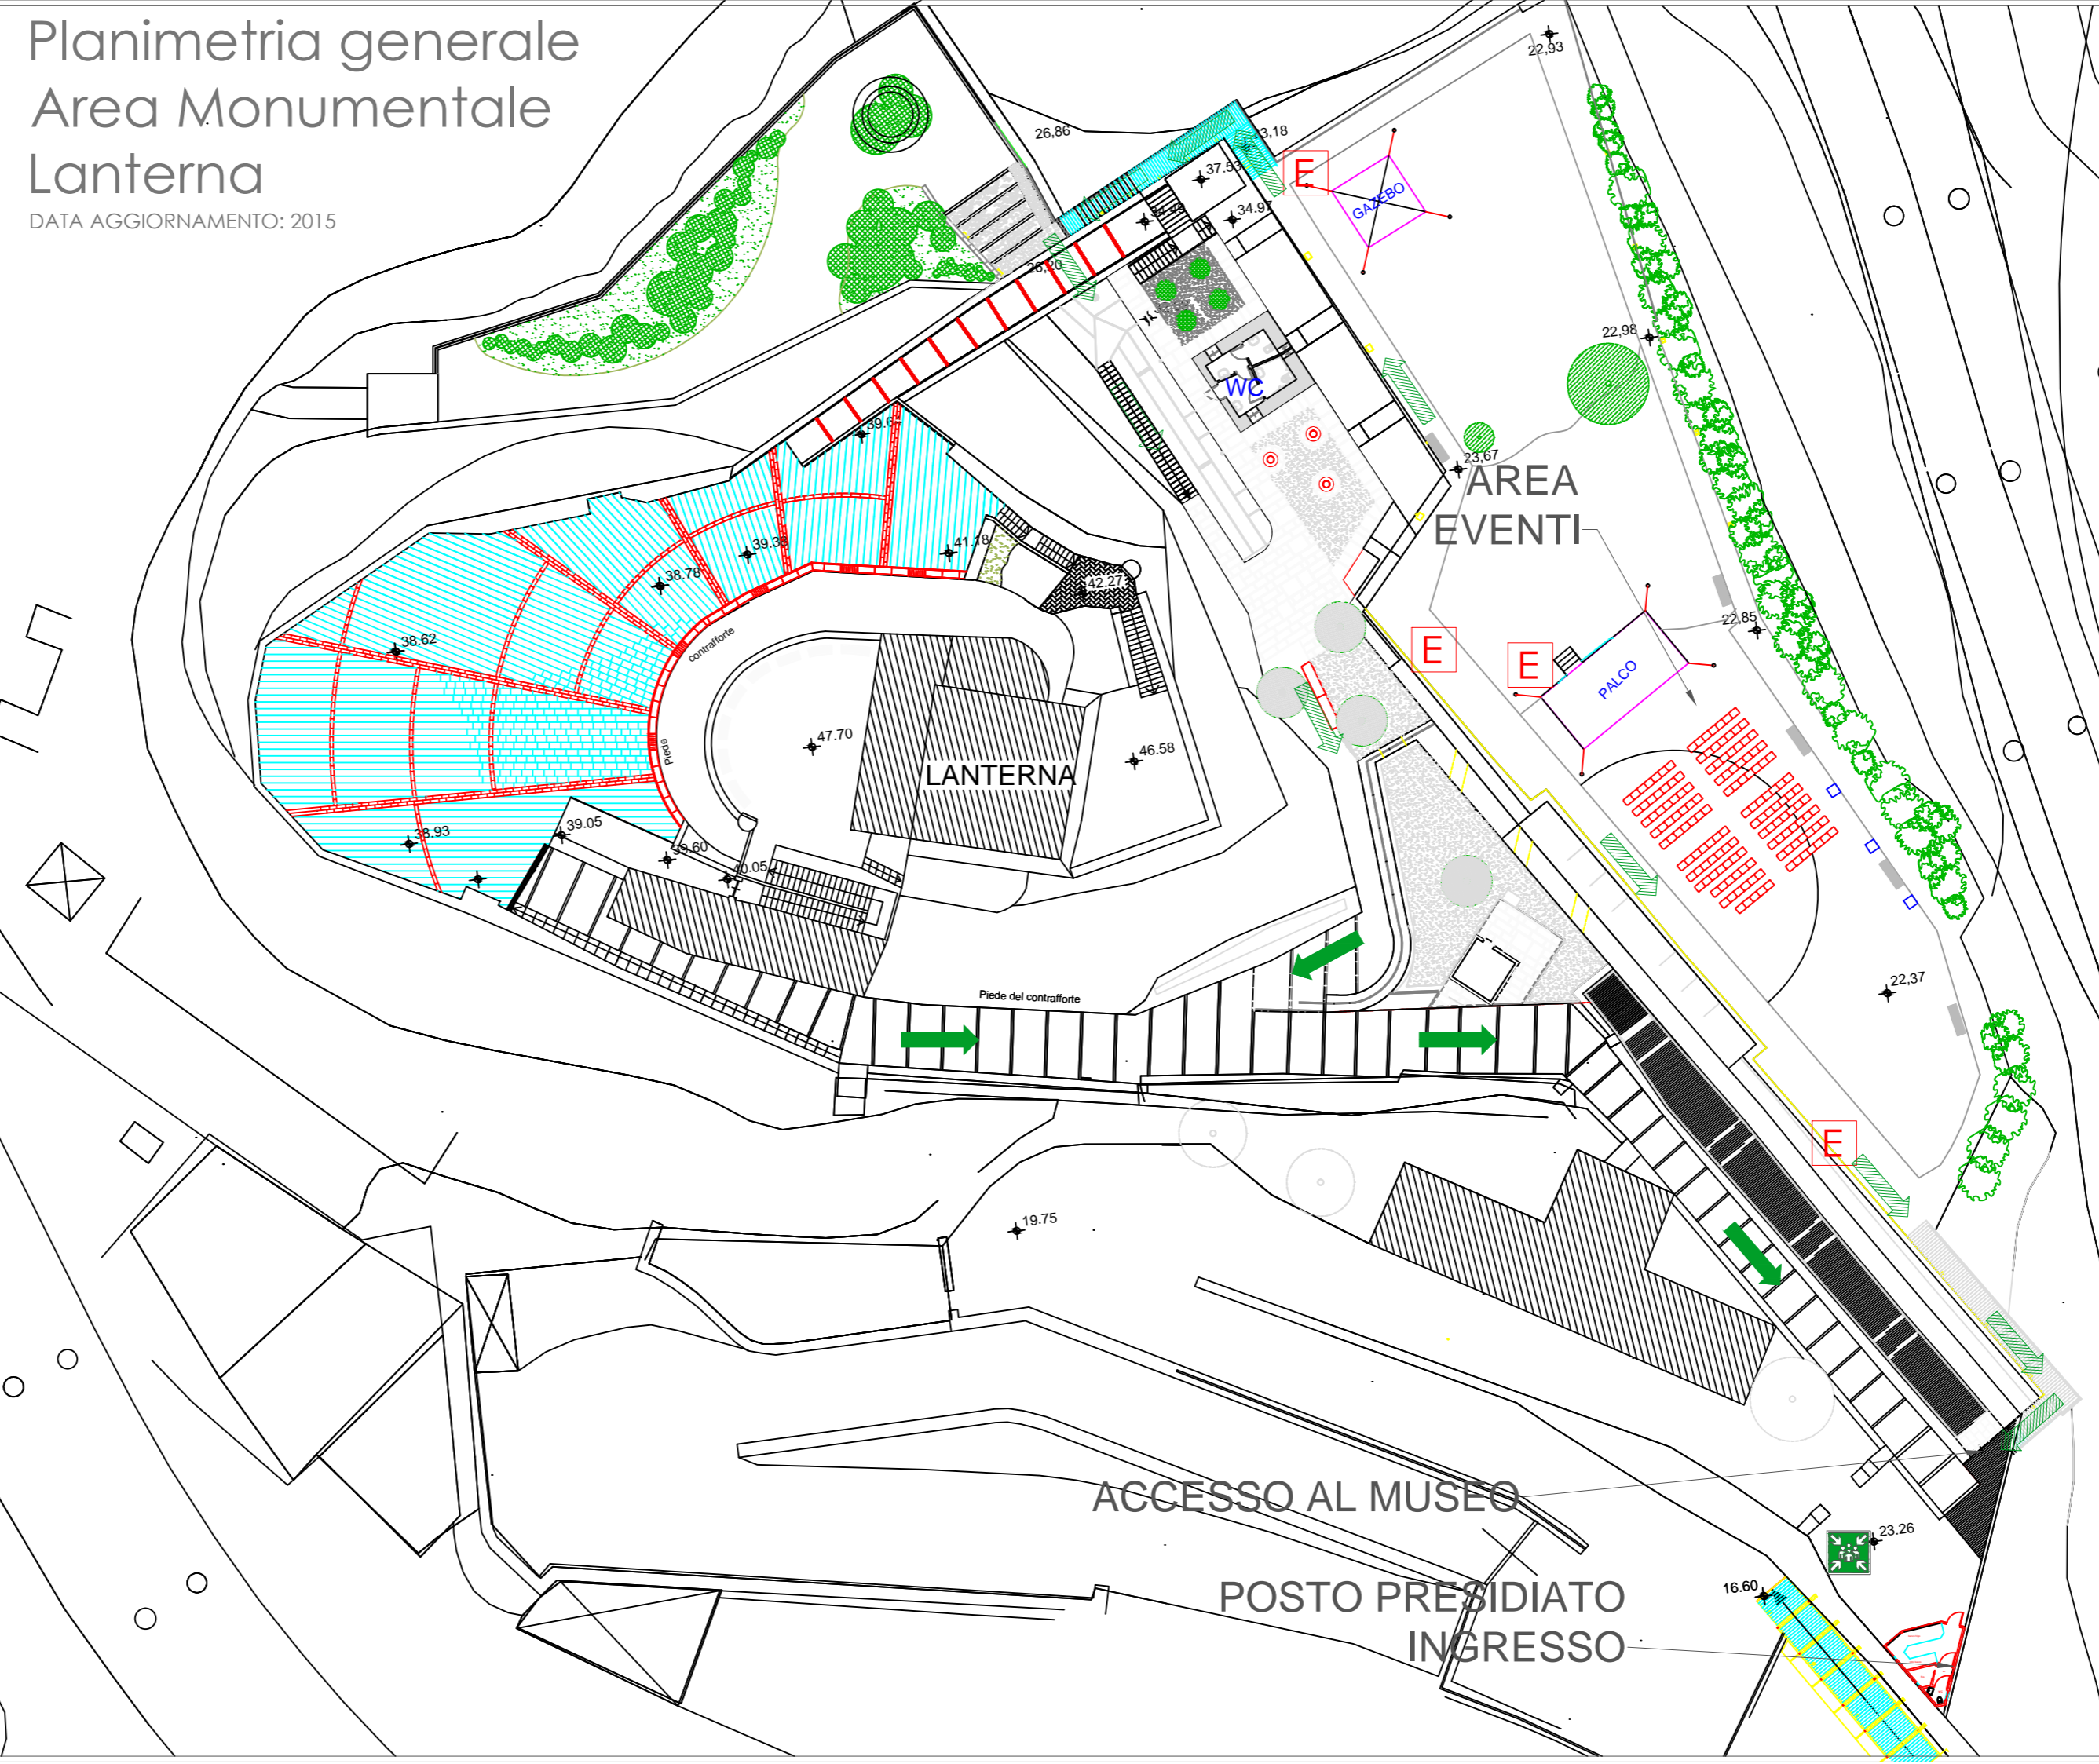 Planimetria generale
Area Monumentale
Lanterna
DATA AGGIORNAMENTO: 2015
22,93
26,86
37.53
E
34.97
GAZEBO
26,20
22,98
WC
23,67
AREA
EVENTI
41.18
39.38
38.78
42.27
22,85
38,62
contrafforte
E
E
PALCO
47.70
46.58
Piede
LANTERNA
38.93
39.05
39.60
40.05
22,37
Piede del contrafforte
E
19.75
ACCESSO AL MUSEO
23.26
16.60
POSTO PRESIDIATO
INGRESSO